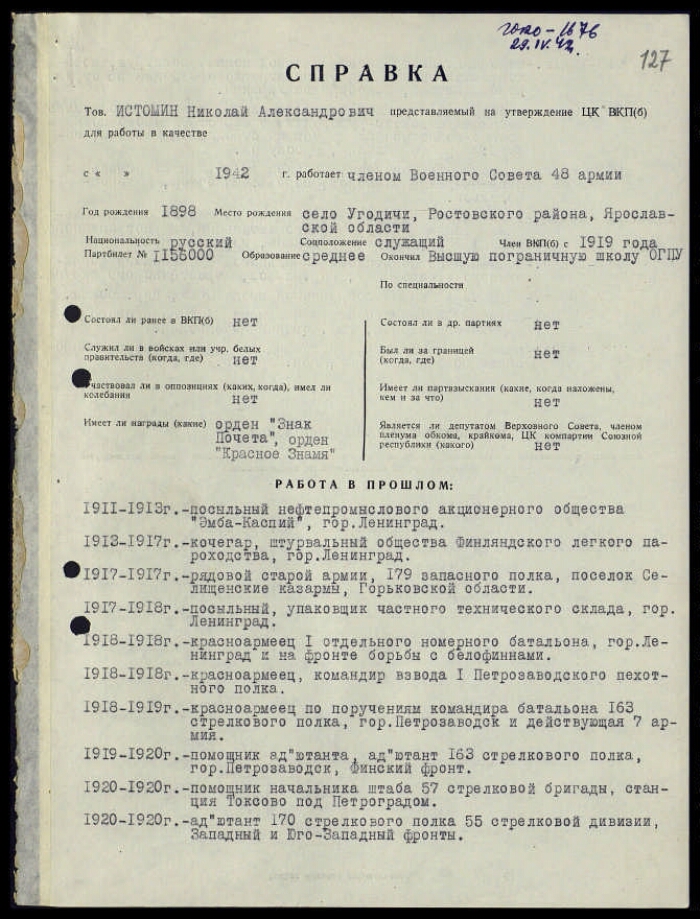 ГОКО-1676
29.IV.42.
127
СПРАВКА
Тов. ИСТОМИН Николай Александрович представляемый на утверждение ЦК ВКП(б)
для работы в качестве
с « » 1942 г. работает членом Военного Совета 48 армии
Год рождения 1898 Место рождения село Угодичи, Ростовского района, Ярослав-
ской области
Национальность русский Соцположение служащий Член ВКП(б) с 1919 года
Партбилет № 1155000 Образование среднее Окончил Высшую пограничную школу ОГПУ
По специальности
Состоял ли ранее в ВКП(б) нет
Служил ли в войсках или учр. белых
правительств (когда, где) нет
Участвовал ли в оппозициях (каких, когда), имел ли
колебания нет
Имеет ли награды (какие) орден "Знак
Почета", орден
"Красное Знамя"
Состоял ли в др. партиях нет
Был ли за границей
(когда, где) нет
Имеет ли партвзыскания (какие, когда наложены,
кем и за что) нет
Является ли депутатом Верховного Совета, членом
пленума обкома, крайкома, ЦК компартии Союзной
республики (какого) нет
РАБОТА В ПРОШЛОМ:
1911-1913г.-посыльный нефтепромыслового акционерного общества
"Эмба-Каспий", гор.Ленинград.
1913-1917г.-кочегар, штурвальный общества Финляндского легкого па-
роходства, гор.Ленинград.
1917-1917г.-рядовой старой армии, 179 запасного полка, поселок Се-
лищенские казармы, Горьковской области.
1917-1918г.-посыльный, упаковщик частного технического склада, гор.
Ленинград.
1918-1918г.-красноармеец I отдельного номерного батальона, гор.Ле-
нинград и на фронте борьбы с белофиннами.
1918-1918г.-красноармеец, командир взвода I Петрозаводского пехот-
ного полка.
1918-1919г.-красноармеец по поручениям командира батальона 163
стрелкового полка, гор.Петрозаводск и действующая 7 ар-
мия.
1919-1920г.-помощник ад"ютанта, ад"ютант 163 стрелкового полка,
гор.Петрозаводск, Финский фронт.
1920-1920г.-помощник начальника штаба 57 стрелковой бригады, стан-
ция Токсово под Петроградом.
1920-1920г.-ад"ютант 170 стрелкового полка 55 стрелковой дивизии,
Западный и Юго-Западный фронты.